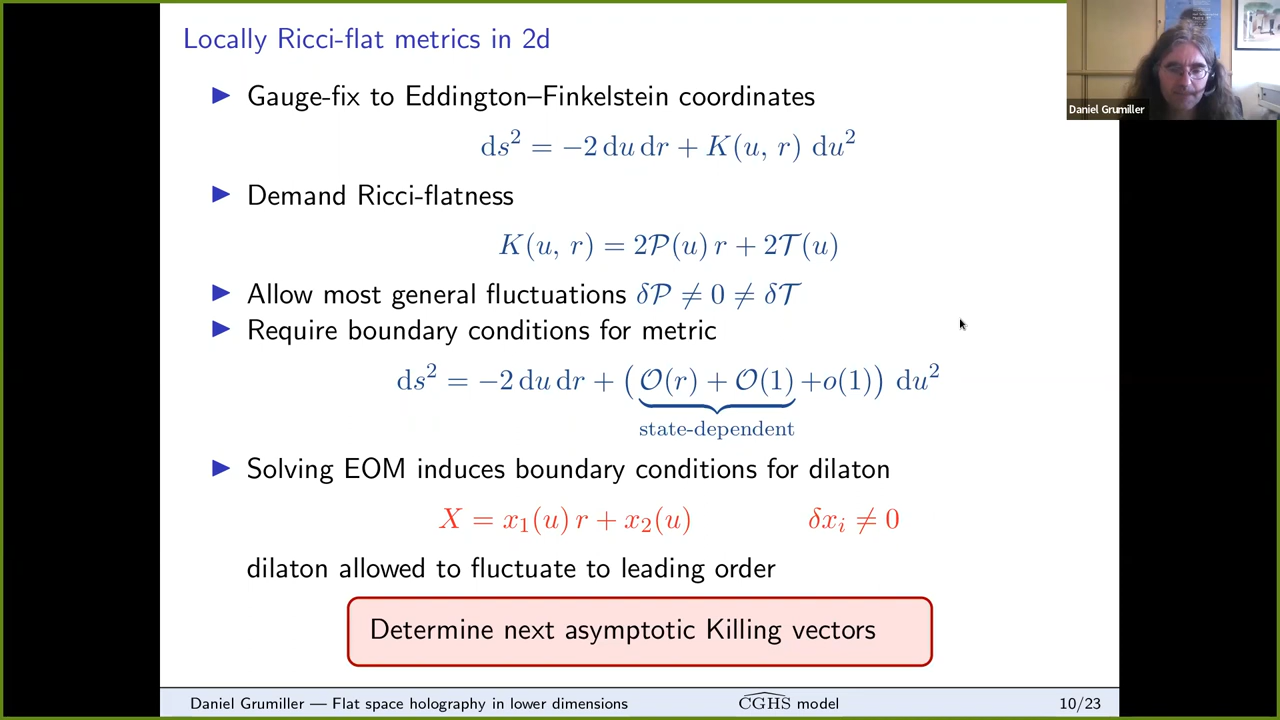 Locally Ricci-flat metrics in 2d
▶ Gauge-fix to Eddington–Finkelstein coordinates
ds² = −2 du dr + K(u, r) du²
▶ Demand Ricci-flatness
K(u, r) = 2𝒫(u) r + 2𝒯(u)
▶ Allow most general fluctuations δ𝒫 ≠ 0 ≠ δ𝒯
▶ Require boundary conditions for metric
ds² = −2 du dr + (𝒪(r) + 𝒪(1) + o(1)) du²
state-dependent
▶ Solving EOM induces boundary conditions for dilaton
X = x₁(u) r + x₂(u) δxᵢ ≠ 0
dilaton allowed to fluctuate to leading order
Determine next asymptotic Killing vectors
Daniel Grumiller — Flat space holography in lower dimensions
\widehat{CGHS} model
10/23
Daniel Grumiller